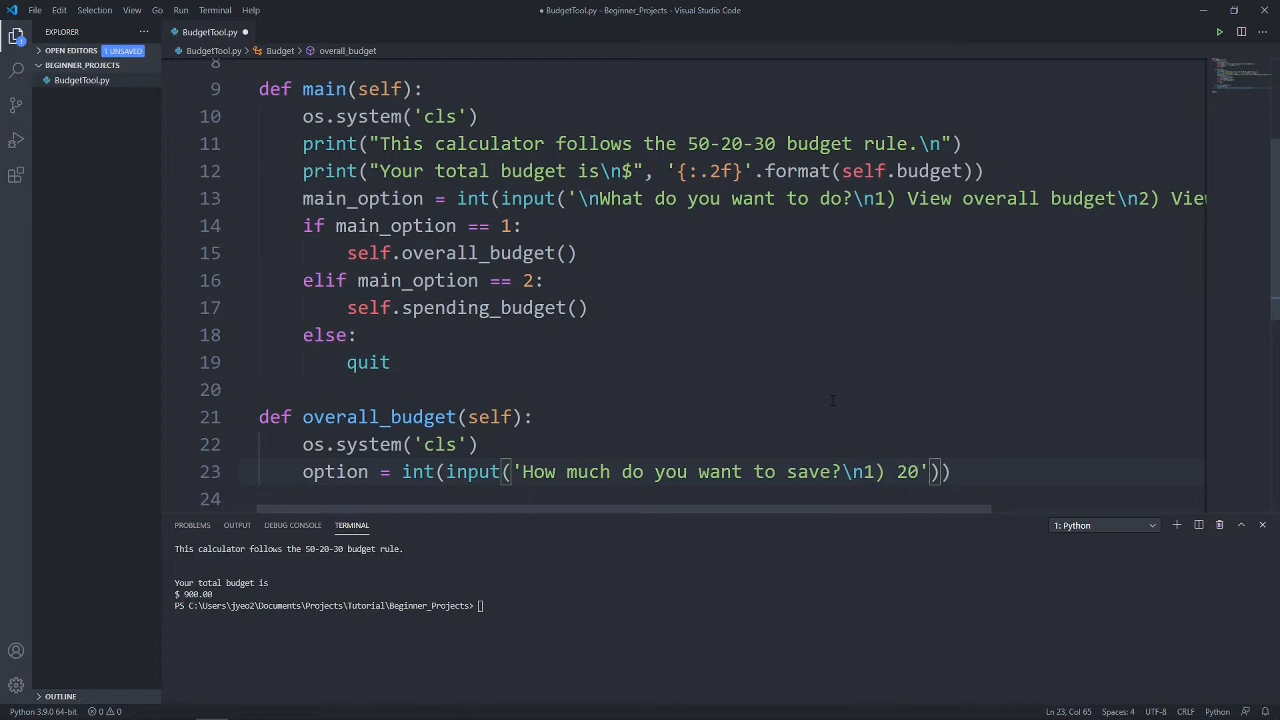 File Edit Selection View Go Run Terminal Help
● BudgetTool.py - Beginner_Projects - Visual Studio Code
EXPLORER
BudgetTool.py
OPEN EDITORS 1 UNSAVED
BudgetTool.py > Budget > overall_budget
BEGINNER_PROJECTS
BudgetTool.py
1
8
9 def main(self):
10 os.system('cls')
11 print("This calculator follows the 50-20-30 budget rule.\n")
12 print("Your total budget is\n$", '{:.2f}'.format(self.budget))
13 main_option = int(input('\nWhat do you want to do?\n1) View overall budget\n2) View
14 if main_option == 1:
15 self.overall_budget()
16 elif main_option == 2:
17 self.spending_budget()
18 else:
19 quit
20
21 def overall_budget(self):
22 os.system('cls')
23 option = int(input('How much do you want to save?\n1) 20'))
24
PROBLEMS OUTPUT DEBUG CONSOLE TERMINAL
1: Python
This calculator follows the 50-20-30 budget rule.
Your total budget is
$ 900.00
PS C:\Users\jyeo2\Documents\Projects\Tutorial\Beginner_Projects>
OUTLINE
Python 3.9.0 64-bit 0 0
Ln 23, Col 65 Spaces: 4 UTF-8 CRLF Python